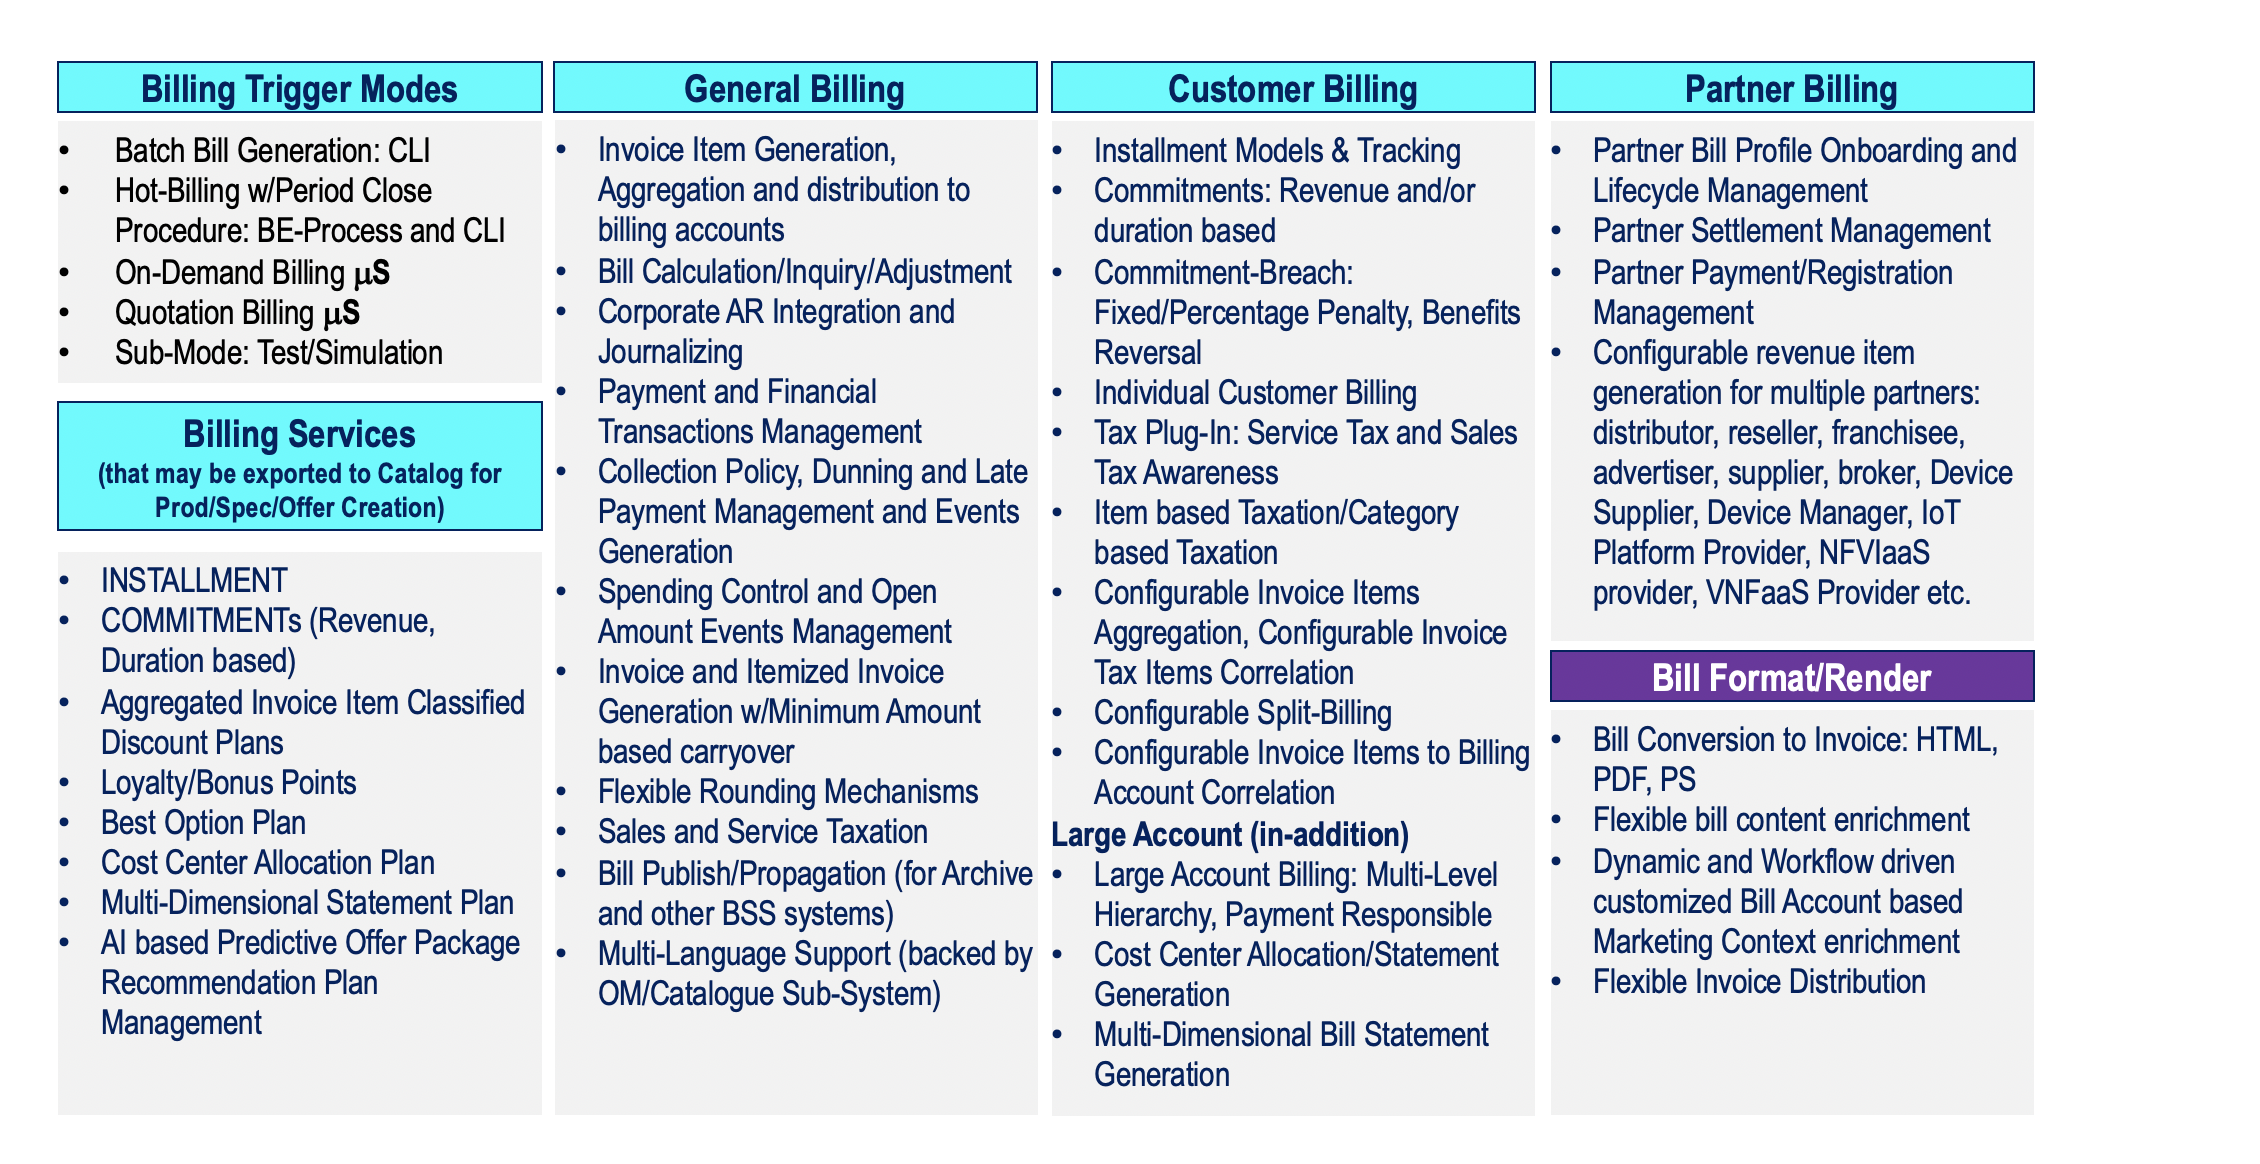 Billing Trigger Modes
• Batch Bill Generation: CLI
• Hot-Billing w/Period Close
Procedure: BE-Process and CLI
• On-Demand Billing μS
• Quotation Billing μS
• Sub-Mode: Test/Simulation
Billing Services
(that may be exported to Catalog for
Prod/Spec/Offer Creation)
• INSTALLMENT
• COMMITMENTs (Revenue,
Duration based)
• Aggregated Invoice Item Classified
Discount Plans
• Loyalty/Bonus Points
• Best Option Plan
• Cost Center Allocation Plan
• Multi-Dimensional Statement Plan
• AI based Predictive Offer Package
Recommendation Plan
Management
General Billing
• Invoice Item Generation,
Aggregation and distribution to
billing accounts
• Bill Calculation/Inquiry/Adjustment
• Corporate AR Integration and
Journalizing
• Payment and Financial
Transactions Management
• Collection Policy, Dunning and Late
Payment Management and Events
Generation
• Spending Control and Open
Amount Events Management
• Invoice and Itemized Invoice
Generation w/Minimum Amount
based carryover
• Flexible Rounding Mechanisms
• Sales and Service Taxation
• Bill Publish/Propagation (for Archive
and other BSS systems)
• Multi-Language Support (backed by
OM/Catalogue Sub-System)
Customer Billing
• Installment Models & Tracking
• Commitments: Revenue and/or
duration based
• Commitment-Breach:
Fixed/Percentage Penalty, Benefits
Reversal
• Individual Customer Billing
• Tax Plug-In: Service Tax and Sales
Tax Awareness
• Item based Taxation/Category
based Taxation
• Configurable Invoice Items
Aggregation, Configurable Invoice
Tax Items Correlation
• Configurable Split-Billing
• Configurable Invoice Items to Billing
Account Correlation
Large Account (in-addition)
• Large Account Billing: Multi-Level
Hierarchy, Payment Responsible
• Cost Center Allocation/Statement
Generation
• Multi-Dimensional Bill Statement
Generation
Partner Billing
• Partner Bill Profile Onboarding and
Lifecycle Management
• Partner Settlement Management
• Partner Payment/Registration
Management
• Configurable revenue item
generation for multiple partners:
distributor, reseller, franchisee,
advertiser, supplier, broker, Device
Supplier, Device Manager, IoT
Platform Provider, NFVIaaS
provider, VNFaaS Provider etc.
Bill Format/Render
• Bill Conversion to Invoice: HTML,
PDF, PS
• Flexible bill content enrichment
• Dynamic and Workflow driven
customized Bill Account based
Marketing Context enrichment
• Flexible Invoice Distribution